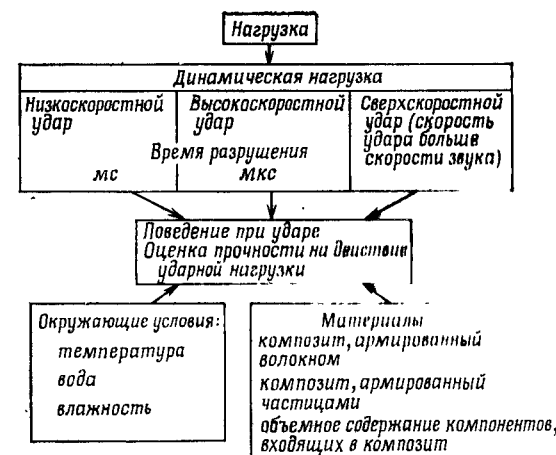 Нагрузка
Динамическая нагрузка
Низкоскоростной
удар
Высокоскоростной
удар
Сверхскоростной
удар (скорость
удара больше
скорости звука)
Время разрушения
мс
мкс
Поведение при ударе
Оценка прочности на действие
ударной нагрузки
Окружающие условия:
температура
вода
влажность
Материалы
композит, армированный
волокном
композит, армированный
частицами
объемное содержание компонентов,
входящих в композит